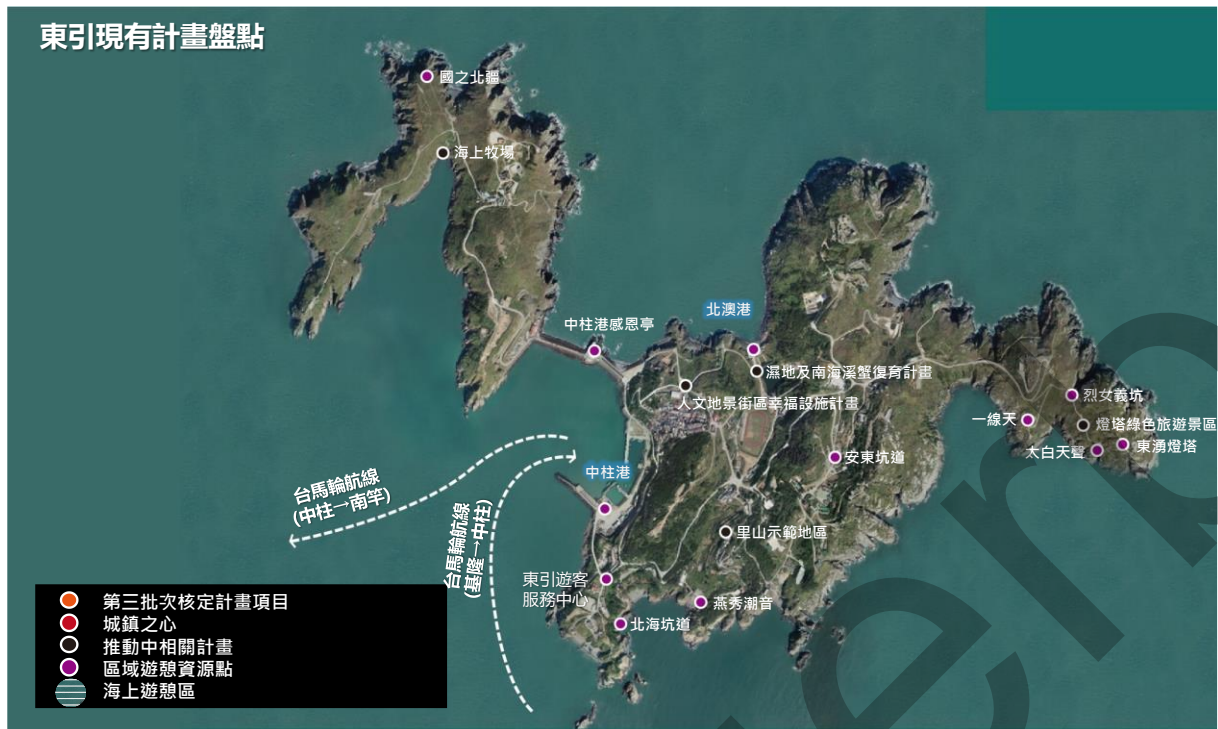 東引現有計畫盤點
國之北疆
海上牧場
北澳港
中柱港感恩亭
濕地及南海溪蟹復育計畫
人文地景街區幸福設施計畫
烈女義坑
一線天
燈塔綠色旅遊景區
太白天聲
東湧燈塔
安東坑道
中柱港
台馬輪航線
(中柱→南竿)
台馬輪航線
(基隆→中柱)
里山示範地區
東引遊客
服務中心
燕秀潮音
北海坑道
第三批次核定計畫項目
城鎮之心
推動中相關計畫
區域遊憩資源點
海上遊憩區